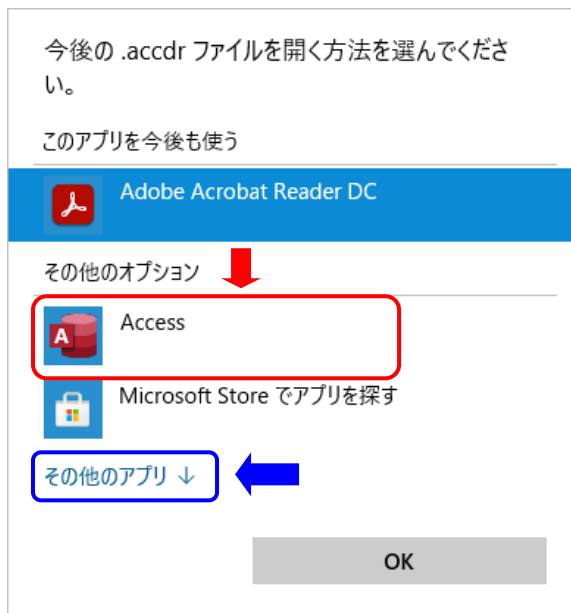 今後の .accdr ファイルを開く方法を選んでくださ
い。
このアプリを今後も使う
Adobe Acrobat Reader DC
その他のオプション
A
Access
Microsoft Store でアプリを探す
その他のアプリ ↓
OK